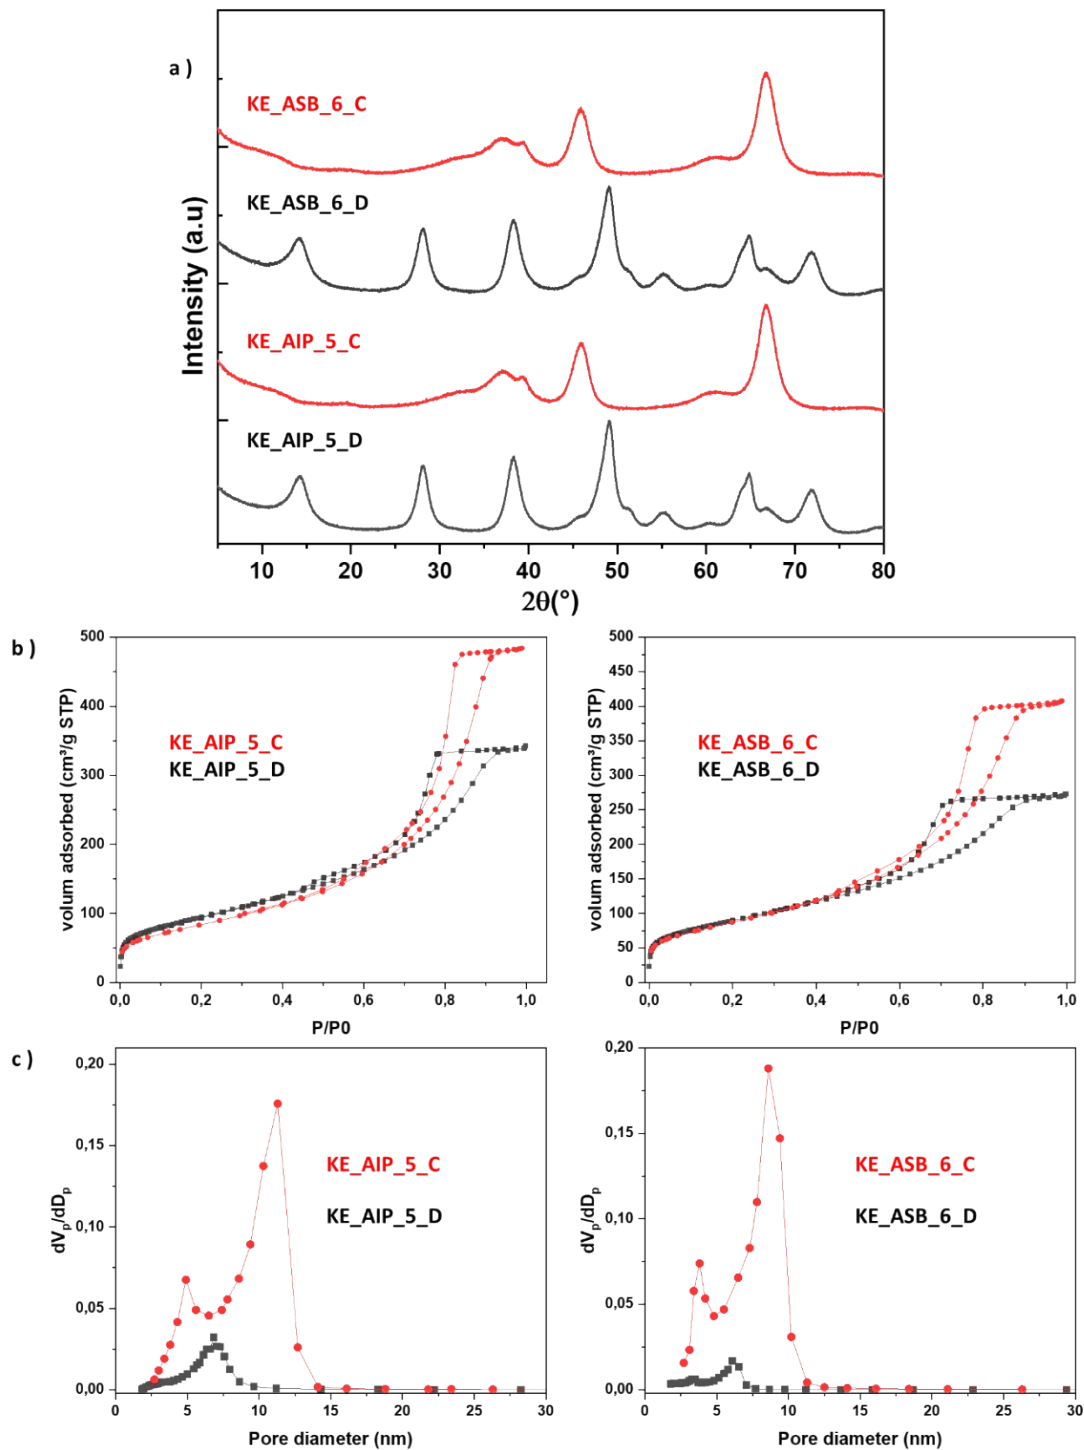 a )
KE_ASB_6_C
KE_ASB_6_D
KE_AIP_5_C
KE_AIP_5_D
Intensity (a.u)
10 20 30 40 50 60 70 80
2θ(°)
b )
500
400
300
200
100
0
volum adsorbed (cm³/g STP)
KE_AIP_5_C
KE_AIP_5_D
0,0 0,2 0,4 0,6 0,8 1,0
P/P0
500
450
400
350
300
250
200
150
100
50
0
volum adsorbed (cm³/g STP)
KE_ASB_6_C
KE_ASB_6_D
0,0 0,2 0,4 0,6 0,8 1,0
P/P0
c )
0,20
0,15
0,10
0,05
0,00
dVp/dDp
KE_AIP_5_C
KE_AIP_5_D
0 5 10 15 20 25 30
Pore diameter (nm)
0,20
0,15
0,10
0,05
0,00
dVp/dDp
KE_ASB_6_C
KE_ASB_6_D
0 5 10 15 20 25 30
Pore diameter (nm)